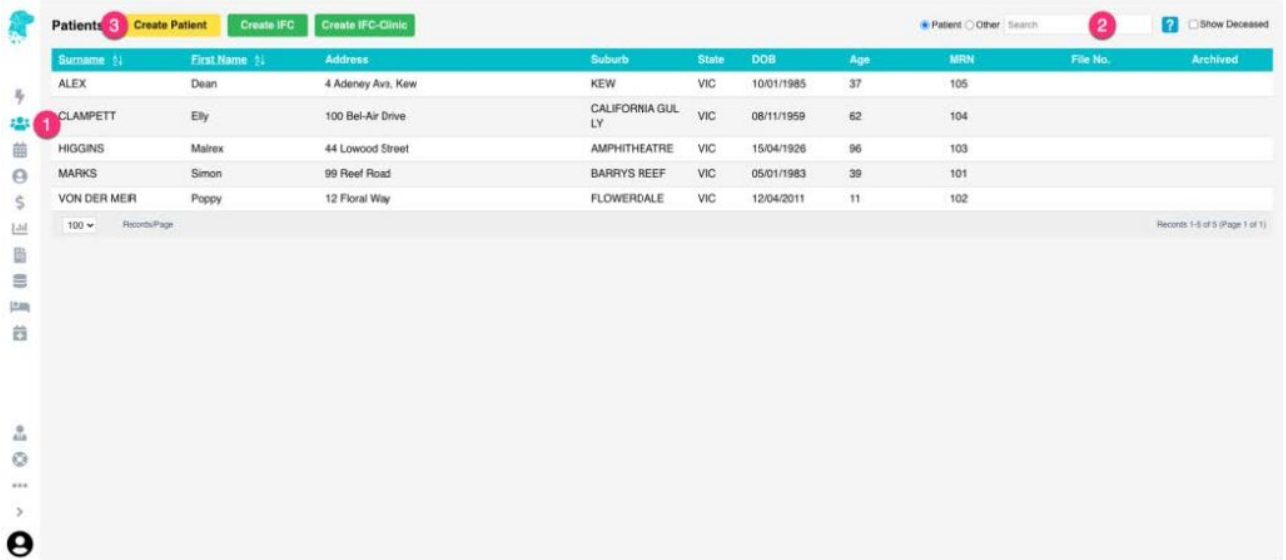 Patients 3 Create Patient Create IFC Create IFC-Clinic Patient Other Search 2 ? Show Deceased
Surname First Name Address Suburb State DOB Age MRN File No. Archived
ALEX Dean 4 Adeney Ave, Kew KEW VIC 10/01/1985 37 105
1
CLAMPETT Elly 100 Bel-Air Drive CALIFORNIA GUL
LY VIC 08/11/1959 62 104
HIGGINS Mairex 44 Lowood Street AMPHITHEATRE VIC 15/04/1926 96 103
MARKS Simon 99 Reef Road BARRYS REEF VIC 05/01/1983 39 101
VON DER MEIR Poppy 12 Floral Way FLOWERDALE VIC 12/04/2011 11 102
100 Records/Page Records 1-5 of 5 (Page 1 of 1)